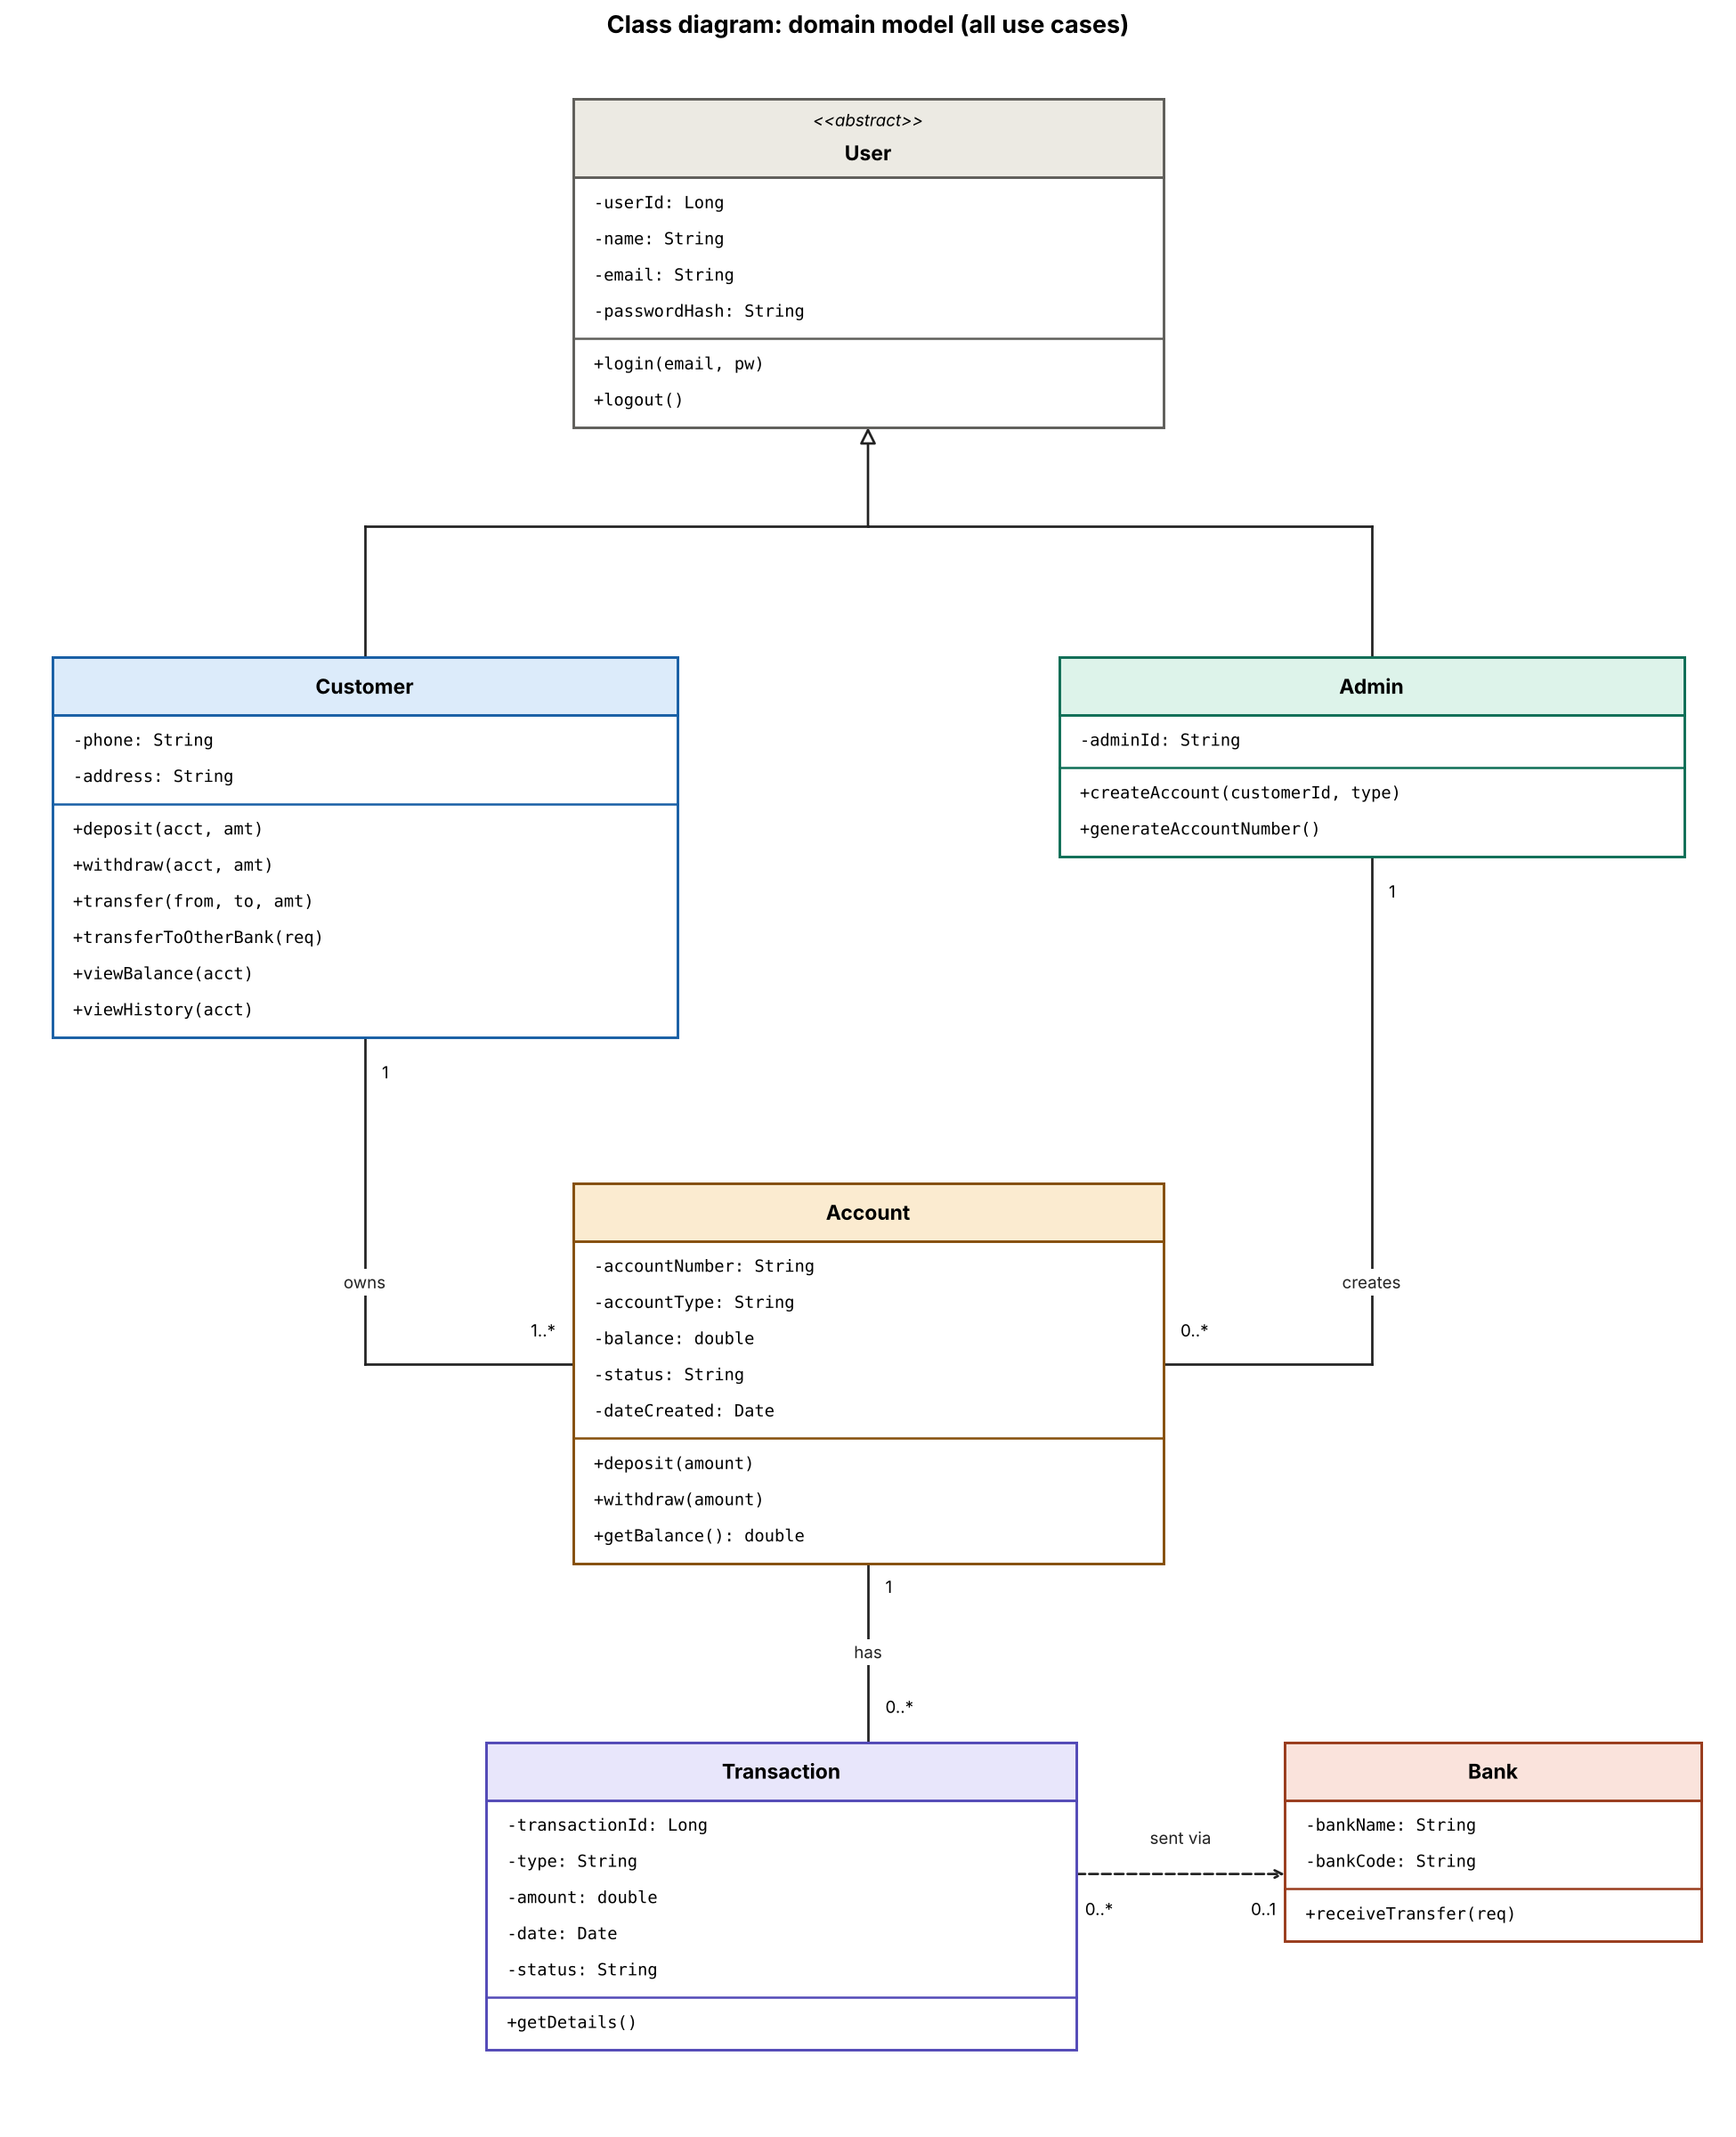 Class diagram: domain model (all use cases)
<<abstract>>
User
-userId: Long
-name: String
-email: String
-passwordHash: String
+login(email, pw)
+logout()
Customer
-phone: String
-address: String
+deposit(acct, amt)
+withdraw(acct, amt)
+transfer(from, to, amt)
+transferToOtherBank(req)
+viewBalance(acct)
+viewHistory(acct)
Admin
-adminId: String
+createAccount(customerId, type)
+generateAccountNumber()
1
1
owns
1..*
creates
0..*
Account
-accountNumber: String
-accountType: String
-balance: double
-status: String
-dateCreated: Date
+deposit(amount)
+withdraw(amount)
+getBalance(): double
1
has
0..*
Transaction
-transactionId: Long
-type: String
-amount: double
-date: Date
-status: String
+getDetails()
sent via
0..*
0..1
Bank
-bankName: String
-bankCode: String
+receiveTransfer(req)